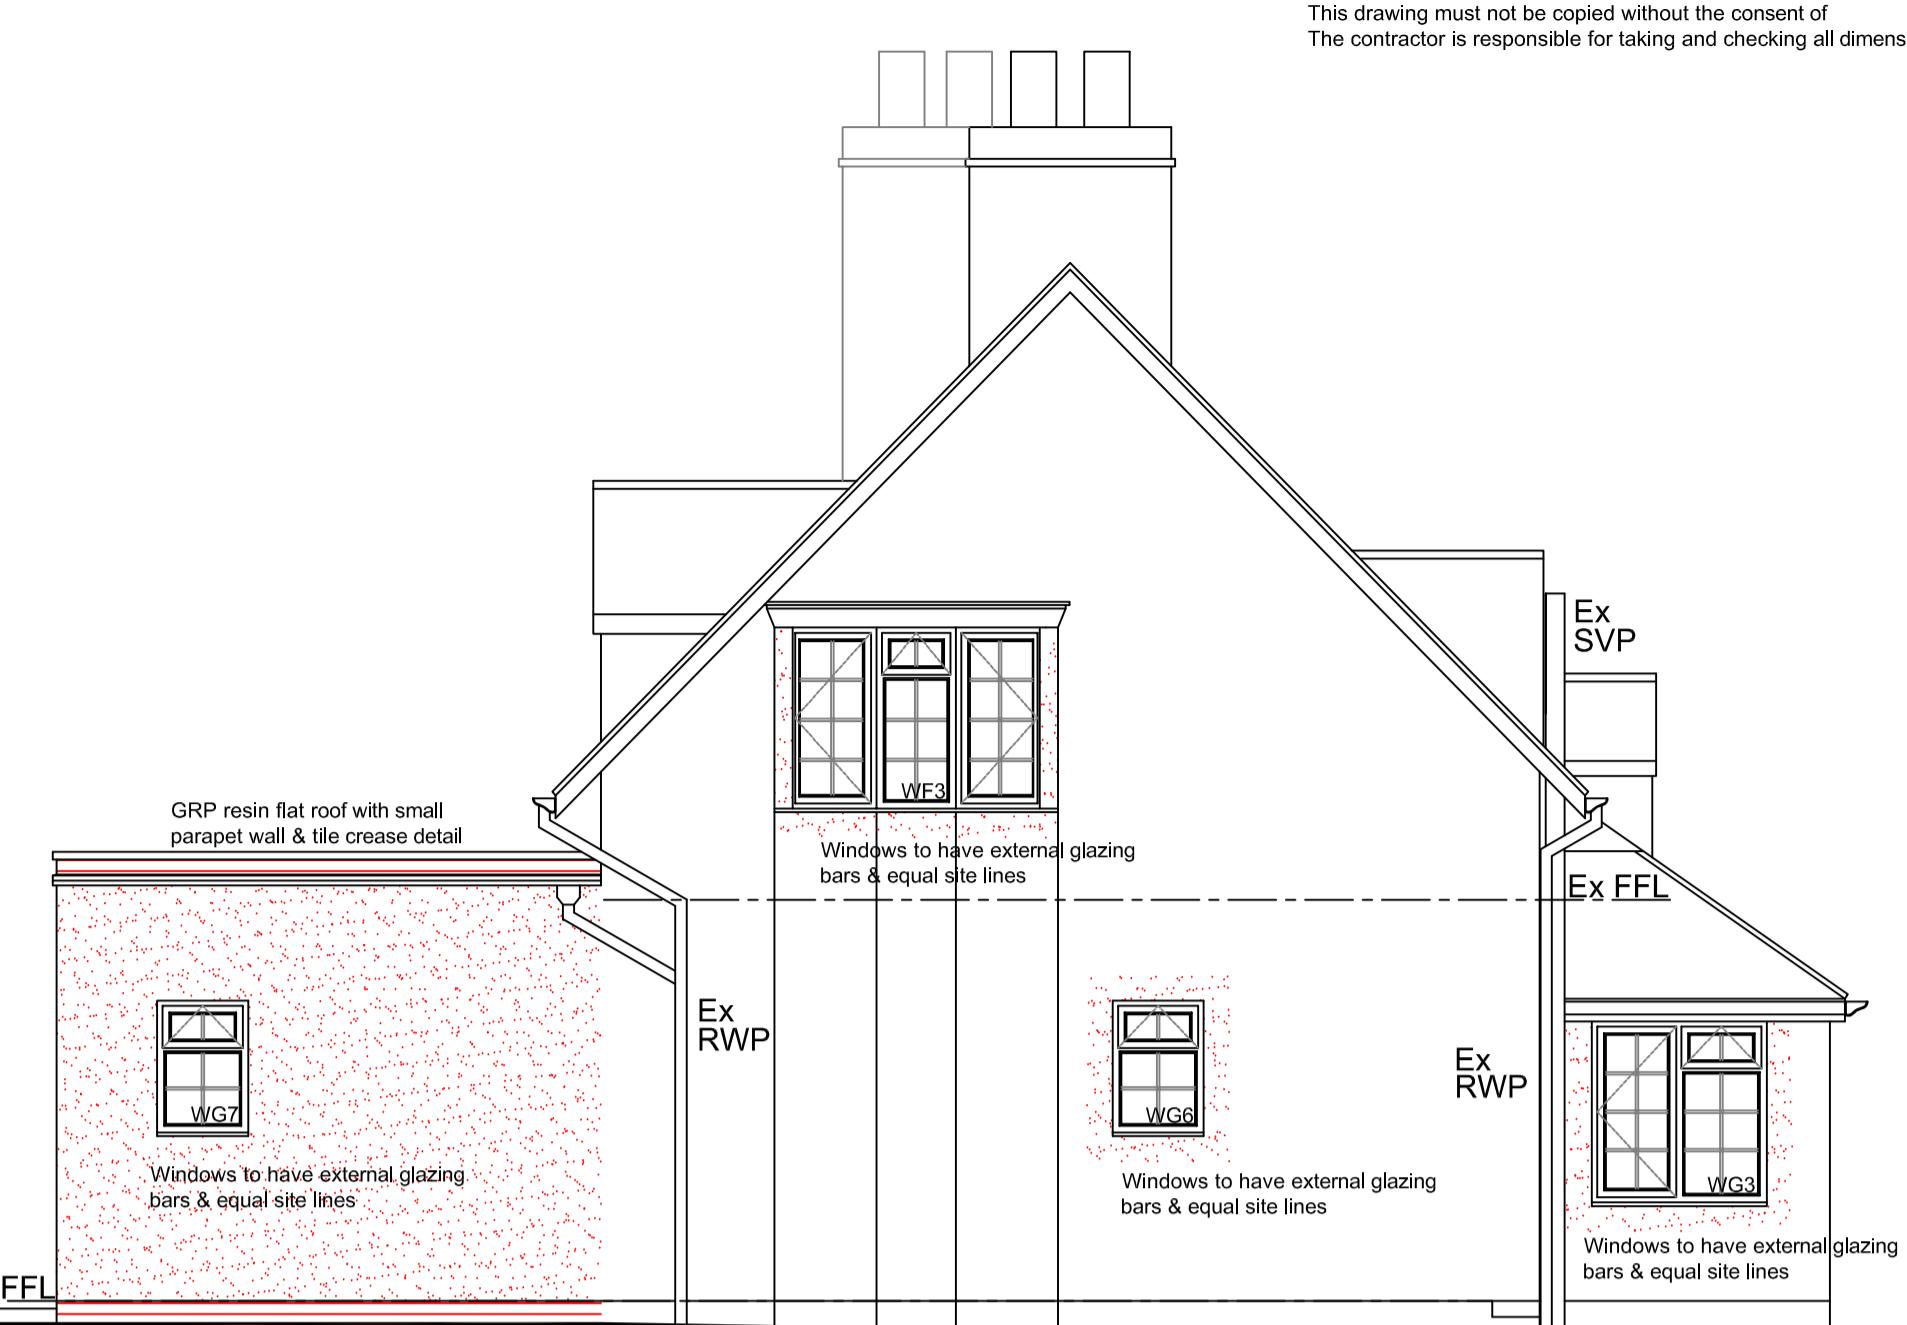 This drawing must not be copied without the consent of
The contractor is responsible for taking and checking all dimens
Ex
SVP
WF3
GRP resin flat roof with small
parapet wall & tile crease detail
Windows to have external glazing
bars & equal site lines
Ex FFL
Ex
RWP
Ex
RWP
WG7
WG6
WG3
Windows to have external glazing
bars & equal site lines
Windows to have external glazing
bars & equal site lines
Windows to have external glazing
bars & equal site lines
FFL